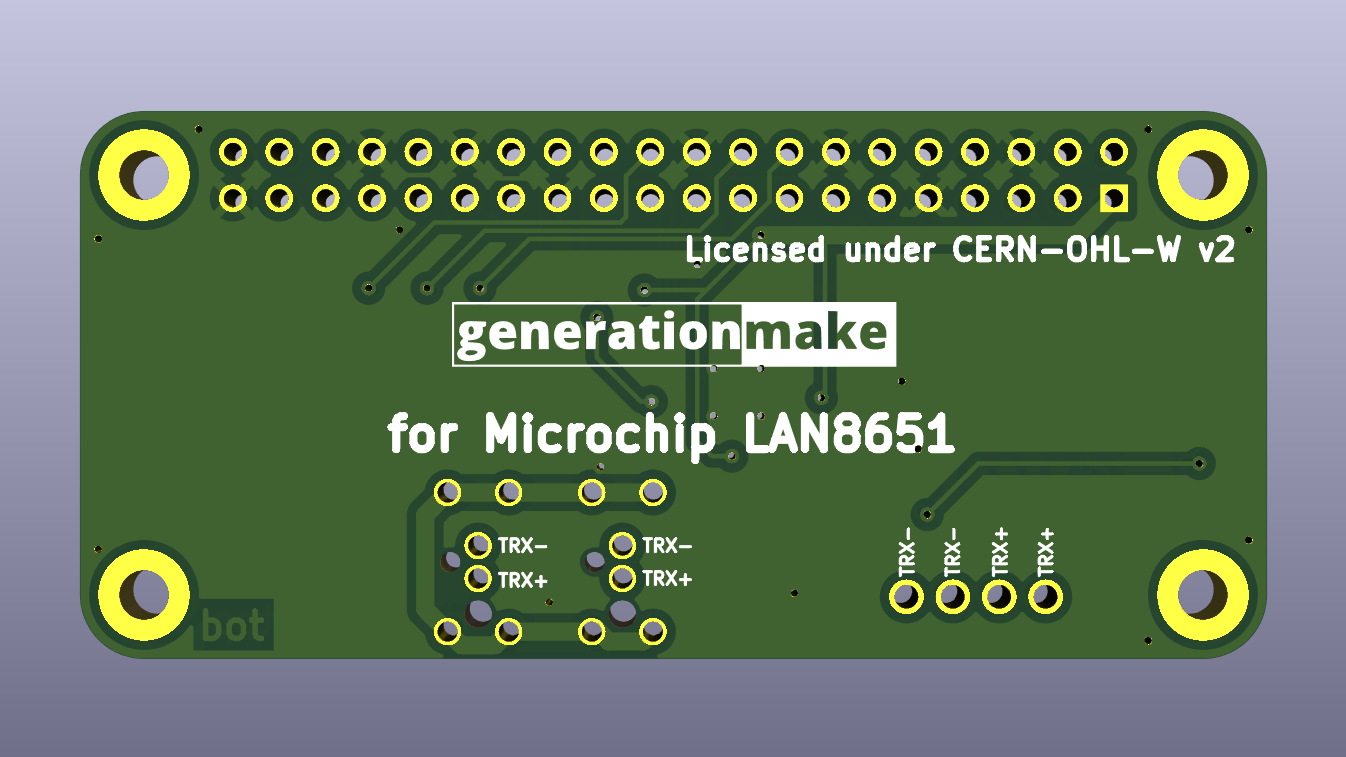 Licensed under CERN-OHL-W v2
generationmake
for Microchip LAN8651
TRX-
TRX-
TRX+
TRX+
TRX-
TRX-
TRX+
TRX+
bot